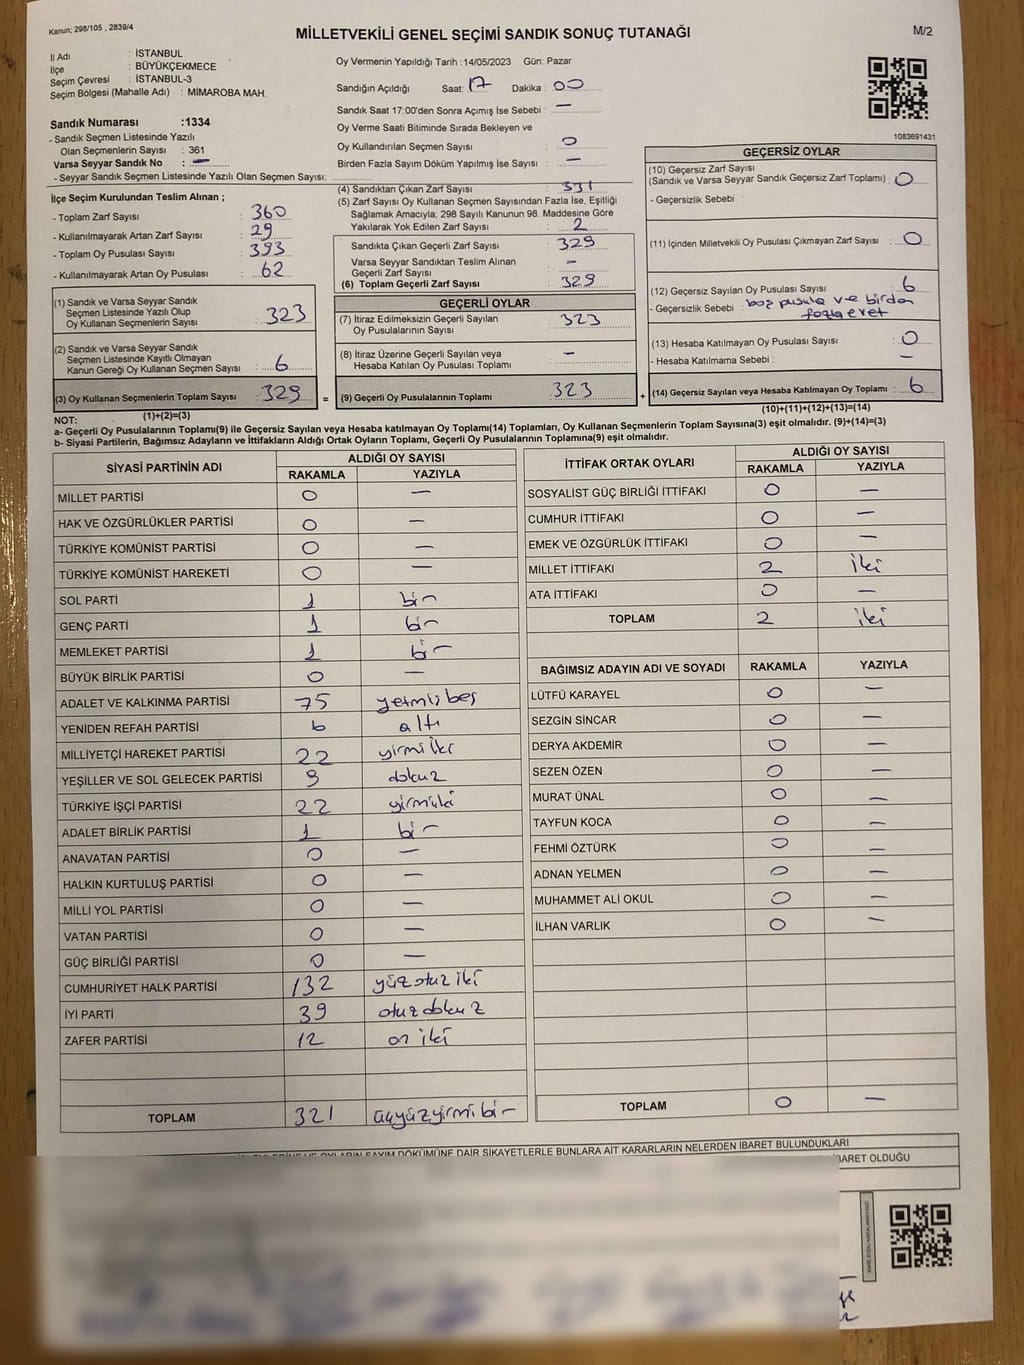 Kanun; 298/105 , 2839/4
MİLLETVEKİLİ GENEL SEÇİMİ SANDIK SONUÇ TUTANAĞI
M/2
İl Adı : İSTANBUL
İlçe : BÜYÜKÇEKMECE
Seçim Çevresi : İSTANBUL-3
Seçim Bölgesi (Mahalle Adı) : MİMAROBA MAH.
Sandık Numarası :1334
- Sandık Seçmen Listesinde Yazılı
Olan Seçmenlerin Sayısı : 361
Varsa Seyyar Sandık No : —
- Seyyar Sandık Seçmen Listesinde Yazılı Olan Seçmen Sayısı:
Oy Vermenin Yapıldığı Tarih :14/05/2023 Gün: Pazar
Sandığın Açıldığı Saat: 17 Dakika : 00
Sandık Saat 17:00'den Sonra Açımış İse Sebebi : —
Oy Verme Saati Bitiminde Sırada Bekleyen ve
Oy Kullandırılan Seçmen Sayısı : 0
Birden Fazla Sayım Döküm Yapılmış İse Sayısı : —
1083691431
İlçe Seçim Kurulundan Teslim Alınan ;
- Toplam Zarf Sayısı : 360
- Kullanılmayarak Artan Zarf Sayısı : 29
- Toplam Oy Pusulası Sayısı : 393
- Kullanılmayarak Artan Oy Pusulası : 62
(1) Sandık ve Varsa Seyyar Sandık
Seçmen Listesinde Yazılı Olup
Oy Kullanan Seçmenlerin Sayısı : 323
(2) Sandık ve Varsa Seyyar Sandık
Seçmen Listesinde Kayıtlı Olmayan
Kanun Gereği Oy Kullanan Seçmen Sayısı : 6
(3) Oy Kullanan Seçmenlerin Toplam Sayısı : 329 =
(4) Sandıktan Çıkan Zarf Sayısı : 331
(5) Zarf Sayısı Oy Kullanan Seçmen Sayısından Fazla İse, Eşitliği
Sağlamak Amacıyla; 298 Sayılı Kanunun 98. Maddesine Göre
Yakılarak Yok Edilen Zarf Sayısı : 2
Sandıkta Çıkan Geçerli Zarf Sayısı : 329
Varsa Seyyar Sandıktan Teslim Alınan
Geçerli Zarf Sayısı : —
(6) Toplam Geçerli Zarf Sayısı : 329
GEÇERLİ OYLAR
(7) İtiraz Edilmeksizin Geçerli Sayılan
Oy Pusulalarının Sayısı : 323
(8) İtiraz Üzerine Geçerli Sayılan veya
Hesaba Katılan Oy Pusulası Toplamı : —
(9) Geçerli Oy Pusulalarının Toplamı : 323 +
GEÇERSİZ OYLAR
(10) Geçersiz Zarf Sayısı
(Sandık ve Varsa Seyyar Sandık Geçersiz Zarf Toplamı) : 0
- Geçersizlik Sebebi :
(11) İçinden Milletvekili Oy Pusulası Çıkmayan Zarf Sayısı : 0
(12) Geçersiz Sayılan Oy Pusulası Sayısı : 6
- Geçersizlik Sebebi : boş pusula ve birden
fazla evet
(13) Hesaba Katılmayan Oy Pusulası Sayısı : 0
- Hesaba Katılmama Sebebi : —
(14) Geçersiz Sayılan veya Hesaba Katılmayan Oy Toplamı : 6
(1)+(2)=(3)
(10)+(11)+(12)+(13)=(14)
NOT:
a- Geçerli Oy Pusulalarının Toplamı(9) ile Geçersiz Sayılan veya Hesaba katılmayan Oy Toplamı(14) Toplamları, Oy Kullanan Seçmenlerin Toplam Sayısına(3) eşit olmalıdır. (9)+(14)=(3)
b- Siyasi Partilerin, Bağımsız Adayların ve İttifakların Aldığı Ortak Oyların Toplamı, Geçerli Oy Pusulalarının Toplamına(9) eşit olmalıdır.
SİYASİ PARTİNİN ADI ALDIĞI OY SAYISI
RAKAMLA YAZIYLA
MİLLET PARTİSİ 0 —
HAK VE ÖZGÜRLÜKLER PARTİSİ 0 —
TÜRKİYE KOMÜNİST PARTİSİ 0 —
TÜRKİYE KOMÜNİST HAREKETİ 0 —
SOL PARTİ 1 bir
GENÇ PARTİ 1 bir
MEMLEKET PARTİSİ 1 bir
BÜYÜK BİRLİK PARTİSİ 0 —
ADALET VE KALKINMA PARTİSİ 75 yetmiş beş
YENİDEN REFAH PARTİSİ 6 altı
MİLLİYETÇİ HAREKET PARTİSİ 22 yirmi iki
YEŞİLLER VE SOL GELECEK PARTİSİ 9 dokuz
TÜRKİYE İŞÇİ PARTİSİ 22 yirmiiki
ADALET BİRLİK PARTİSİ 1 bir
ANAVATAN PARTİSİ 0 —
HALKIN KURTULUŞ PARTİSİ 0 —
MİLLİ YOL PARTİSİ 0 —
VATAN PARTİSİ 0 —
GÜÇ BİRLİĞİ PARTİSİ 0 —
CUMHURİYET HALK PARTİSİ 132 yüz otuz iki
İYİ PARTİ 39 otuz dokuz
ZAFER PARTİSİ 12 on iki
TOPLAM 321 üçyüzyirmi bir
İTTİFAK ORTAK OYLARI ALDIĞI OY SAYISI
RAKAMLA YAZIYLA
SOSYALİST GÜÇ BİRLİĞİ İTTİFAKI 0 —
CUMHUR İTTİFAKI 0 —
EMEK VE ÖZGÜRLÜK İTTİFAKI 0 —
MİLLET İTTİFAKI 2 iki
ATA İTTİFAKI 0 —
TOPLAM 2 iki
BAĞIMSIZ ADAYIN ADI VE SOYADI RAKAMLA YAZIYLA
LÜTFÜ KARAYEL 0 —
SEZGİN SİNCAR 0 —
DERYA AKDEMİR 0 —
SEZEN ÖZEN 0 —
MURAT ÜNAL 0 —
TAYFUN KOCA 0 —
FEHMİ ÖZTÜRK 0 —
ADNAN YELMEN 0 —
MUHAMMET ALİ OKUL 0 —
İLHAN VARLIK 0 —
TOPLAM 0 —
OYLARIN SAYIM DÖKÜMÜNE DAİR ŞİKAYETLERLE BUNLARA AİT KARARLARIN NELERDEN İBARET BULUNDUKLARI
İBARET OLDUĞU